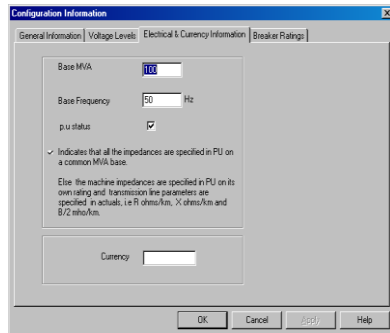 Configuration Information
General Information
Voltage Levels
Electrical & Currency Information
Breaker Ratings
Base MVA
100
Base Frequency
50
Hz
p.u status
Indicates that all the impedances are specified in PU on
a common MVA base.
Else the machine impedances are specified in PU on its
own rating and transmission line parameters are
specified in actuals, i.e R ohms/km, X ohms/km and
B/2 mho/km.
Currency
OK
Cancel
Apply
Help